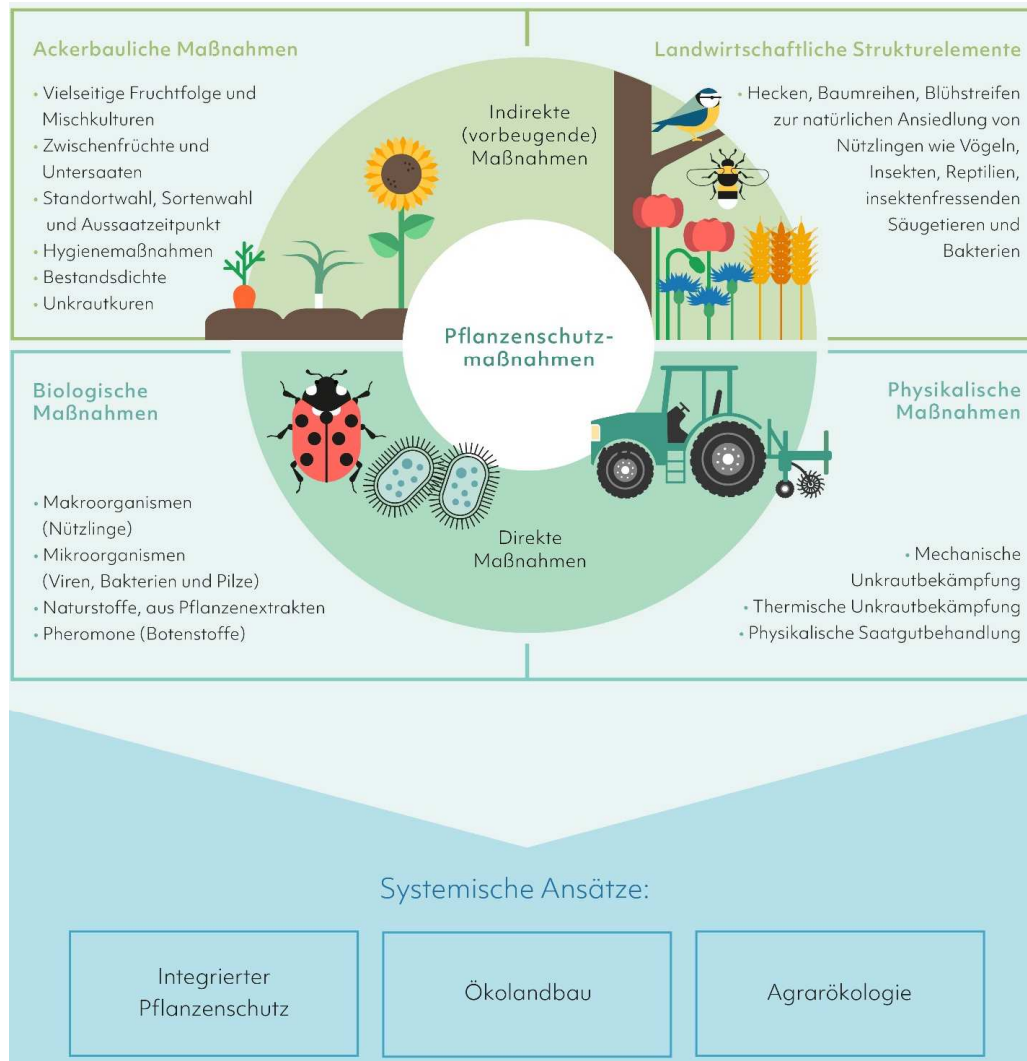 Ackerbauliche Maßnahmen
• Vielseitige Fruchtfolge und
Mischkulturen
• Zwischenfrüchte und
Untersaaten
• Standortwahl, Sortenwahl
und Aussaatzeitpunkt
• Hygienemaßnahmen
• Bestandsdichte
• Unkrautkuren
Indirekte
(vorbeugende)
Maßnahmen
Landwirtschaftliche Strukturelemente
• Hecken, Baumreihen, Blühstreifen
zur natürlichen Ansiedlung von
Nützlingen wie Vögeln,
Insekten, Reptilien,
insektenfressenden
Säugetieren und
Bakterien
Pflanzenschutz-
maßnahmen
Biologische
Maßnahmen
• Makroorganismen
(Nützlinge)
• Mikroorganismen
(Viren, Bakterien und Pilze)
• Naturstoffe, aus Pflanzenextrakten
• Pheromone (Botenstoffe)
Direkte
Maßnahmen
Physikalische
Maßnahmen
• Mechanische
Unkrautbekämpfung
• Thermische Unkrautbekämpfung
• Physikalische Saatgutbehandlung
Systemische Ansätze:
Integrierter
Pflanzenschutz
Ökolandbau
Agrarökologie